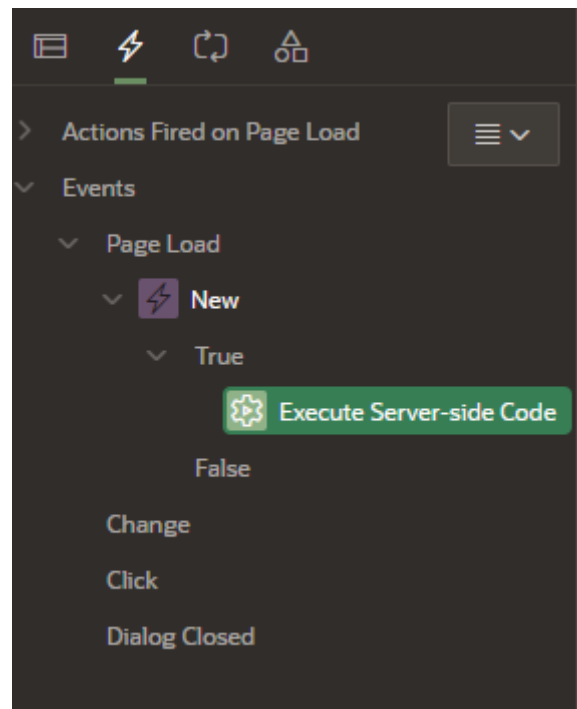 Actions Fired on Page Load
Events
Page Load
New
True
Execute Server-side Code
False
Change
Click
Dialog Closed